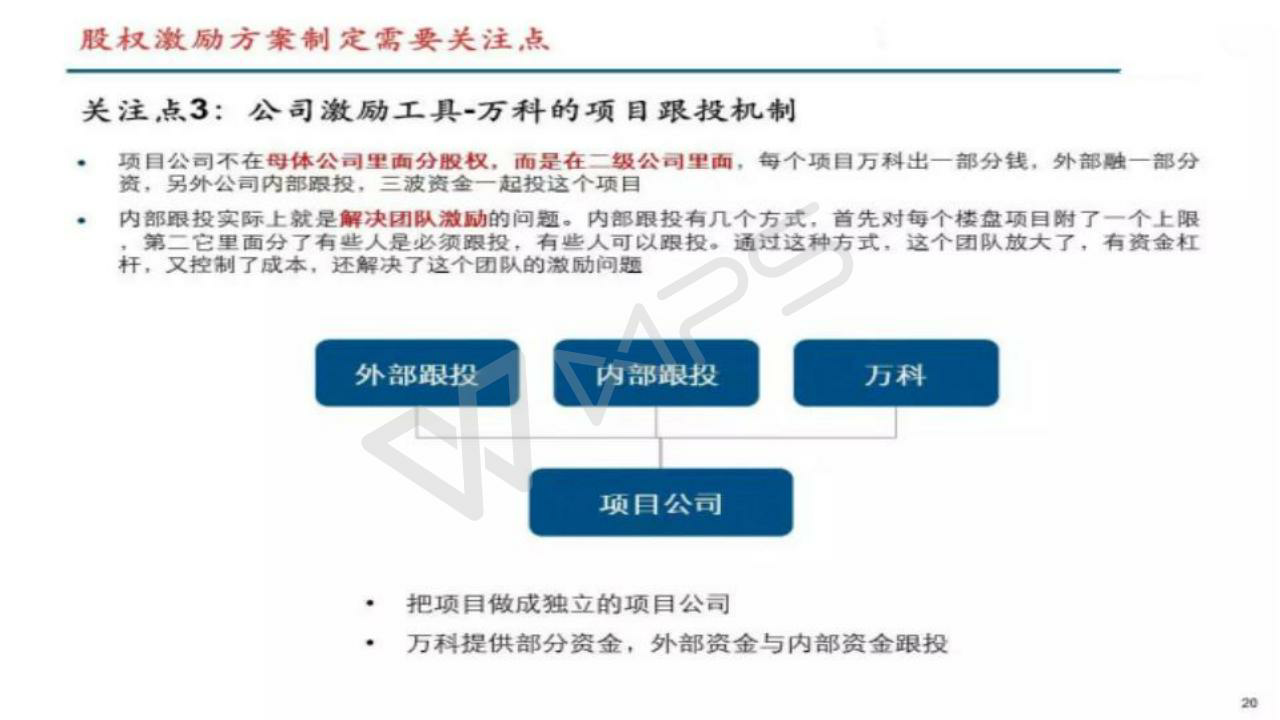 股权激励方案制定需要关注点
关注点3：公司激励工具-万科的项目跟投机制
• 项目公司不在母体公司里面分股权，而是在二级公司里面，每个项目万科出一部分钱，外部融一部分
资，另外公司内部跟投，三波资金一起投这个项目
• 内部跟投实际上就是解决团队激励的问题。内部跟投有几个方式，首先对每个楼盘项目附了一个上限
，第二它里面分了有些人是必须跟投，有些人可以跟投。通过这种方式，这个团队放大了，有资金杠
杆，又控制了成本，还解决了这个团队的激励问题
外部跟投 内部跟投 万科
WPS
项目公司
• 把项目做成独立的项目公司
• 万科提供部分资金，外部资金与内部资金跟投
20